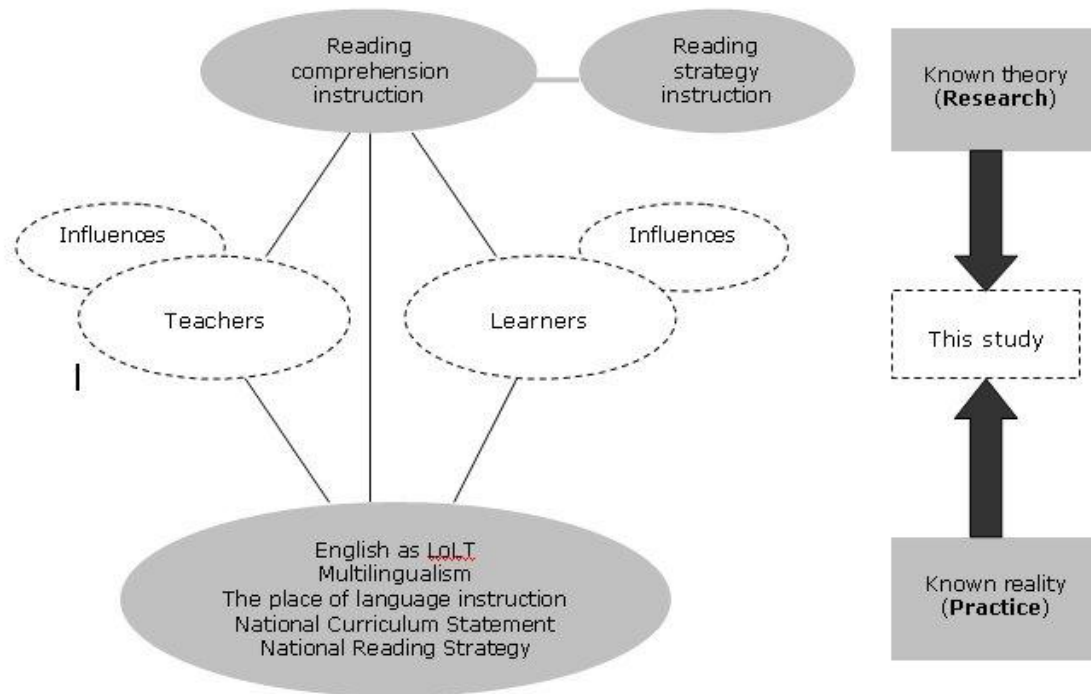 Reading
comprehension
instruction
Reading
strategy
instruction
Known theory
(Research)
Influences
Teachers
Influences
Learners
This study
English as LoLT
Multilingualism
The place of language instruction
National Curriculum Statement
National Reading Strategy
Known reality
(Practice)